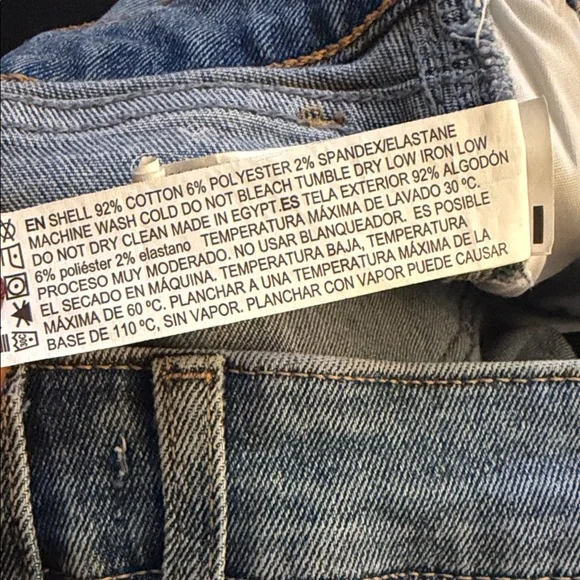 EN SHELL 92% COTTON 6% POLYESTER 2% SPANDEX/ELASTANE
MACHINE WASH COLD DO NOT BLEACH TUMBLE DRY LOW IRON LOW
DO NOT DRY CLEAN MADE IN EGYPT ES TELA EXTERIOR 92% ALGODÓN
6% poliéster 2% elastano TEMPERATURA MÁXIMA DE LAVADO 30 ºC.
PROCESO MUY MODERADO. NO USAR BLANQUEADOR. ES POSIBLE
EL SECADO EN MÁQUINA, TEMPERATURA BAJA, TEMPERATURA
MÁXIMA DE 60 ºC. PLANCHAR A UNA TEMPERATURA MÁXIMA DE LA
BASE DE 110 ºC, SIN VAPOR. PLANCHAR CON VAPOR PUEDE CAUSAR